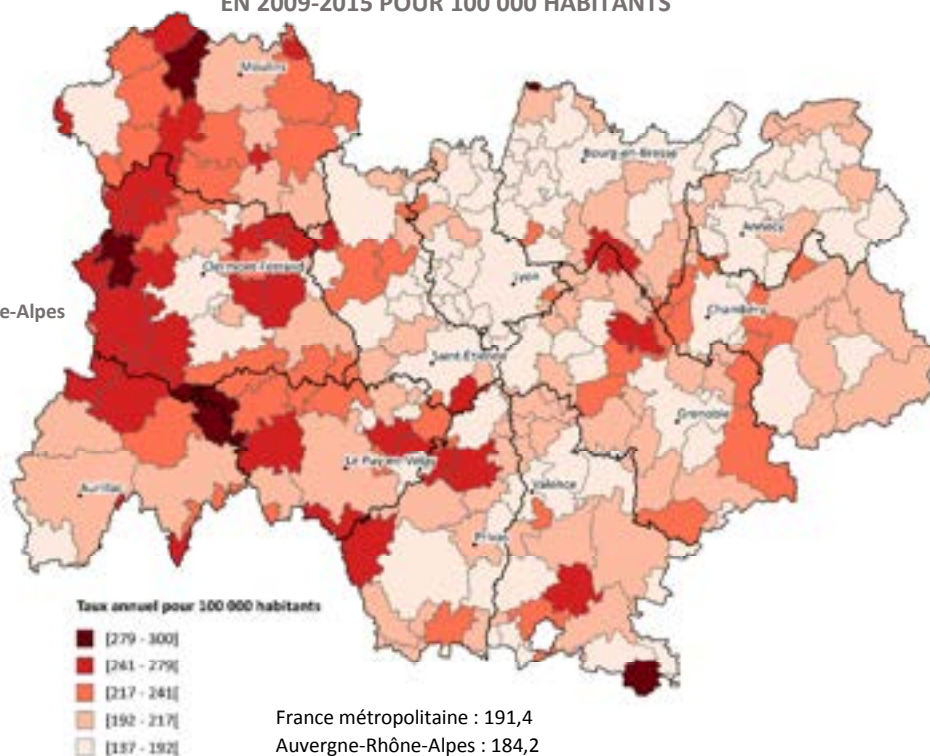 EN 2009-2015 POUR 100 000 HABITANTS
Moulins
Bourg-en-Bresse
Annecy
Clermont-Ferrand
Lyon
e-Alpes
Chambéry
Saint-Étienne
Grenoble
Le Puy-en-Velay
Valence
Aurillac
Privas
Taux annuel pour 100 000 habitants
[279 - 300]
[241 - 279[
[217 - 241[
[192 - 217[
[137 - 192[
France métropolitaine : 191,4
Auvergne-Rhône-Alpes : 184,2